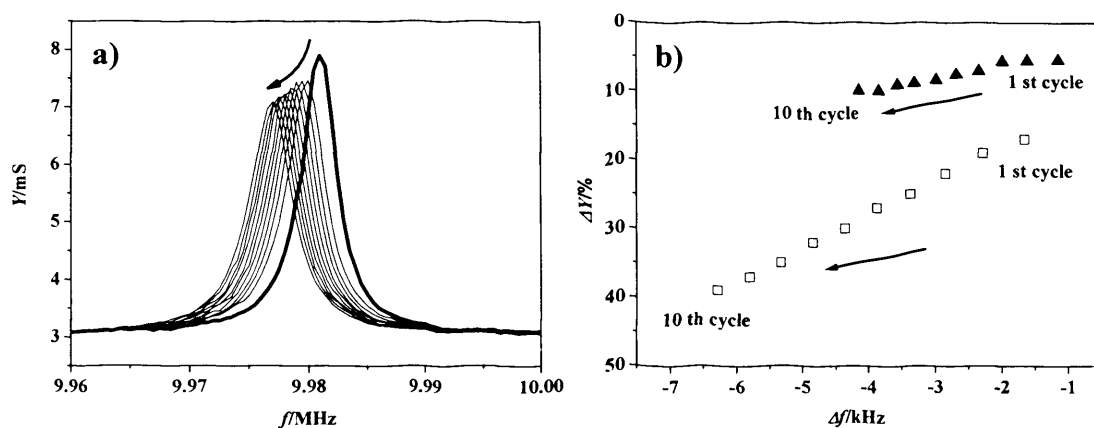 a)
8
7
6
5
4
3
Y/mS
9.96
9.97
9.98
9.99
10.00
f/MHz
b)
0
10
20
30
40
50
ΔY/%
1 st cycle
10 th cycle
1 st cycle
10 th cycle
-7
-6
-5
-4
-3
-2
-1
Δf/kHz